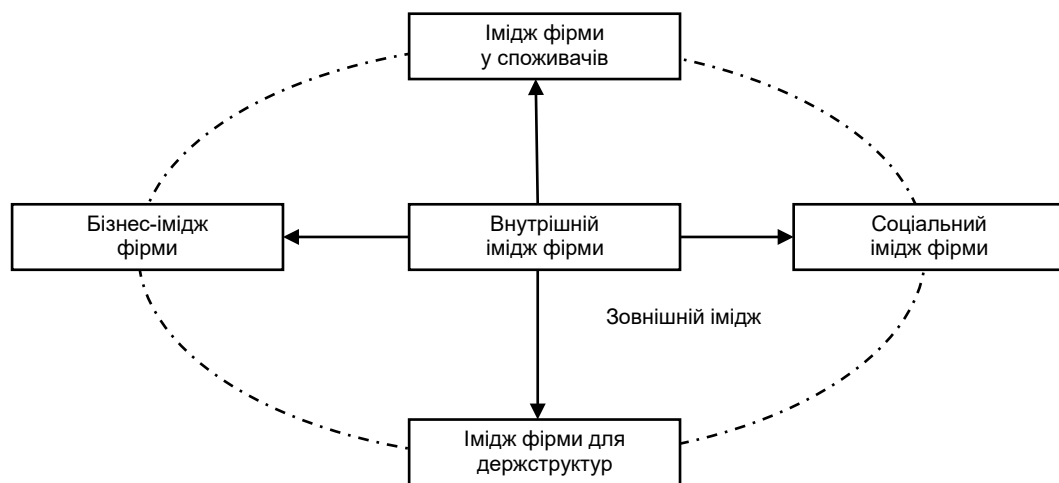 Імідж фірми
у споживачів
Бізнес-імідж
фірми
Внутрішній
імідж фірми
Соціальний
імідж фірми
Зовнішній імідж
Імідж фірми для
держструктур